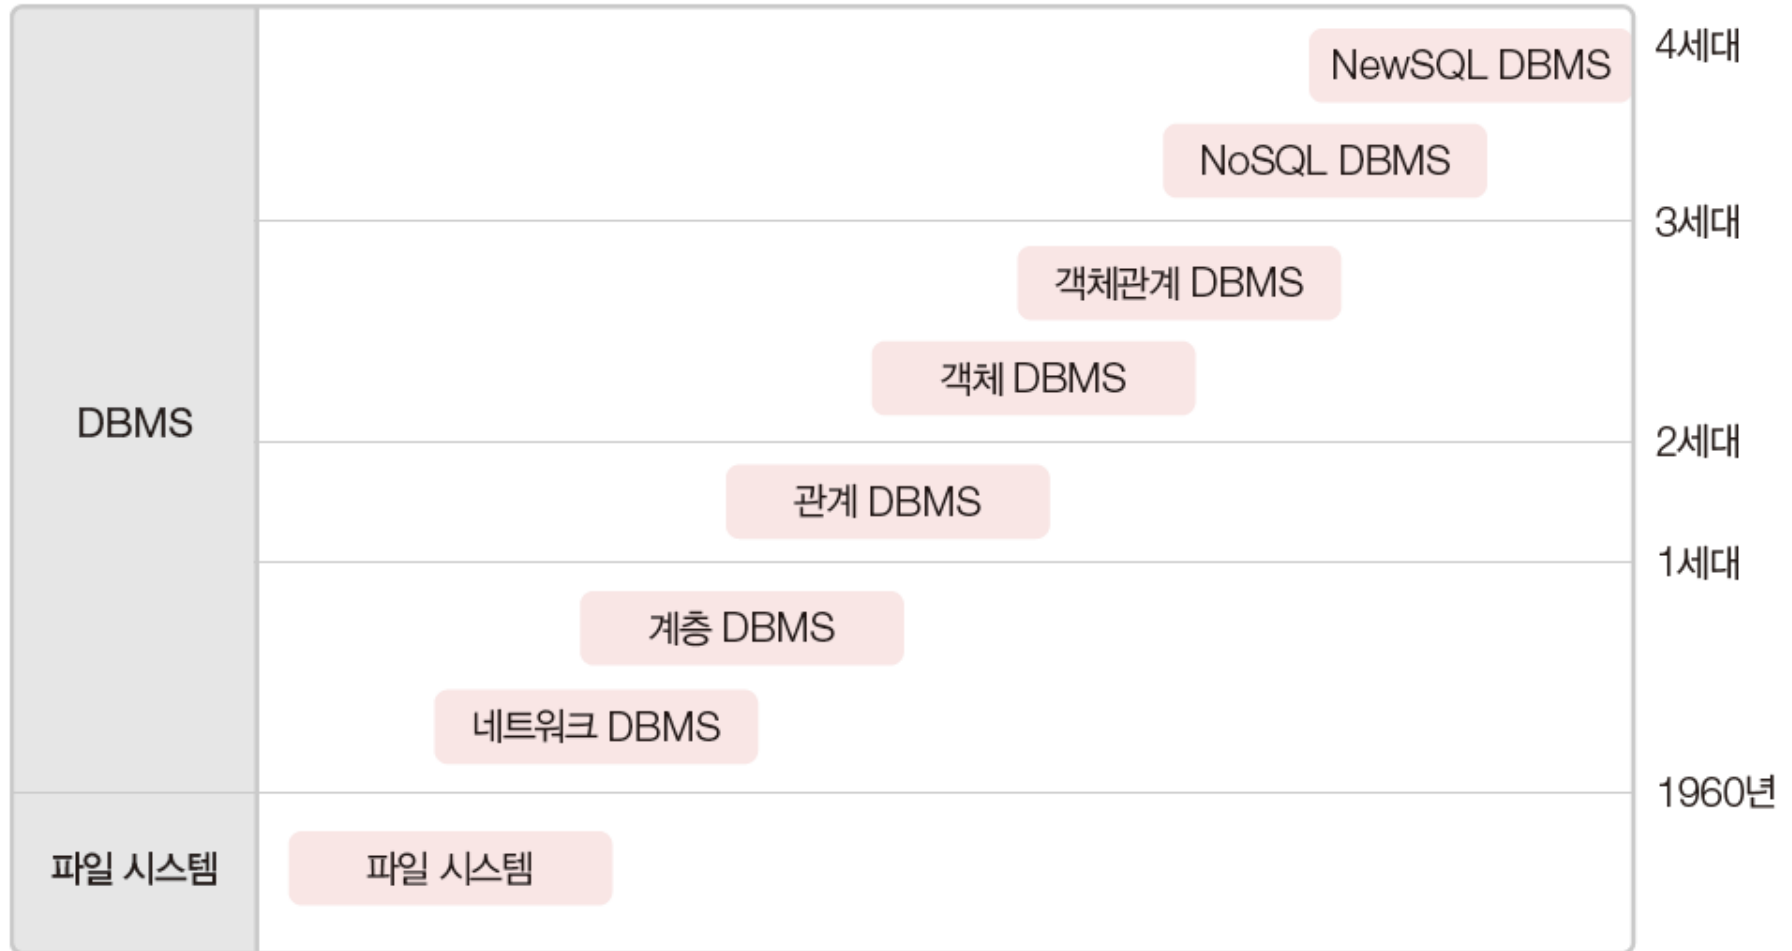 4세대
NewSQL DBMS
NoSQL DBMS
3세대
객체관계 DBMS
객체 DBMS
DBMS
2세대
관계 DBMS
1세대
계층 DBMS
네트워크 DBMS
1960년
파일 시스템
파일 시스템